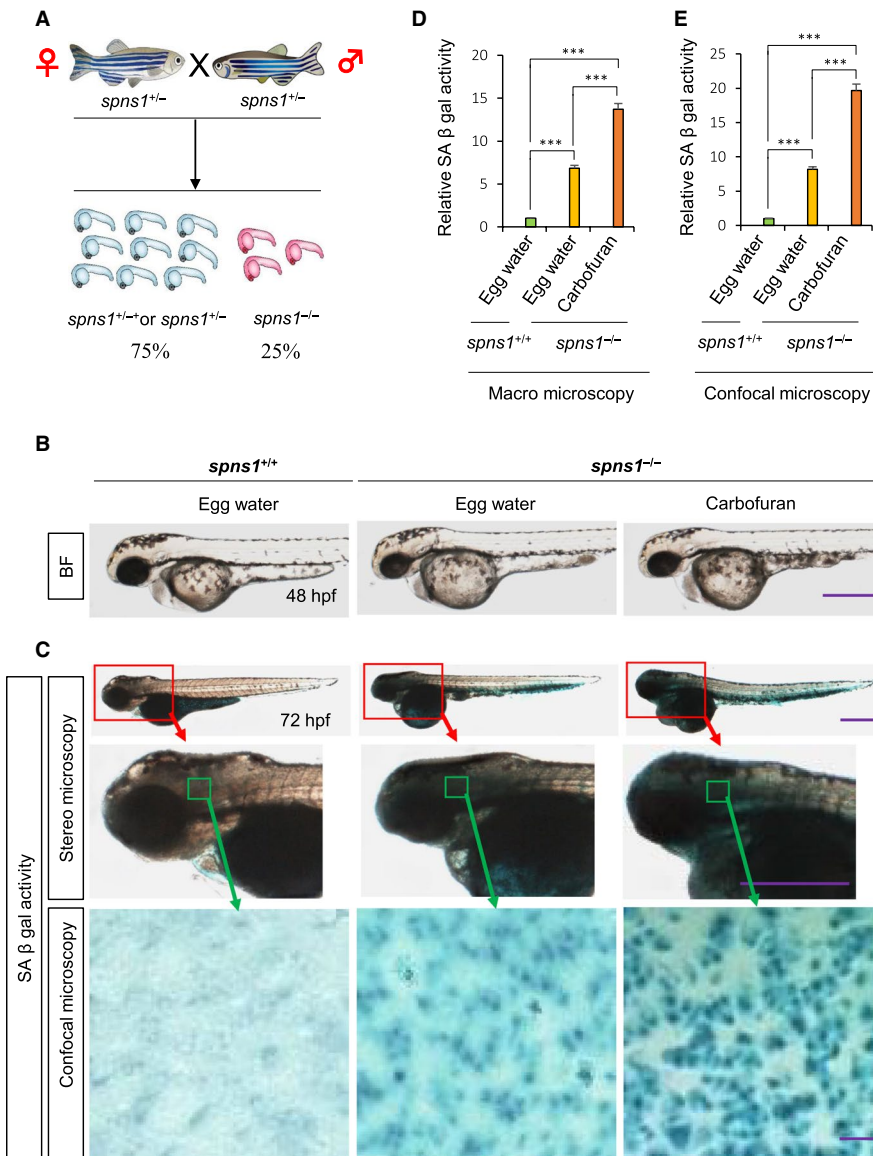 A
♀ X ♂
spns1+/– spns1+/–
spns1+/–+or spns1+/– spns1–/–
75% 25%
D
Relative SA β gal activity
20
15
10
5
0
***
***
***
Egg water
Egg water
Carbofuran
spns1+/+ spns1–/–
Macro microscopy
E
Relative SA β gal activity
25
20
15
10
5
0
***
***
***
Egg water
Egg water
Carbofuran
spns1+/+ spns1–/–
Confocal microscopy
B
spns1+/+ spns1–/–
Egg water Egg water Carbofuran
BF
48 hpf
C
SA β gal activity
Stereo microscopy
72 hpf
Confocal microscopy